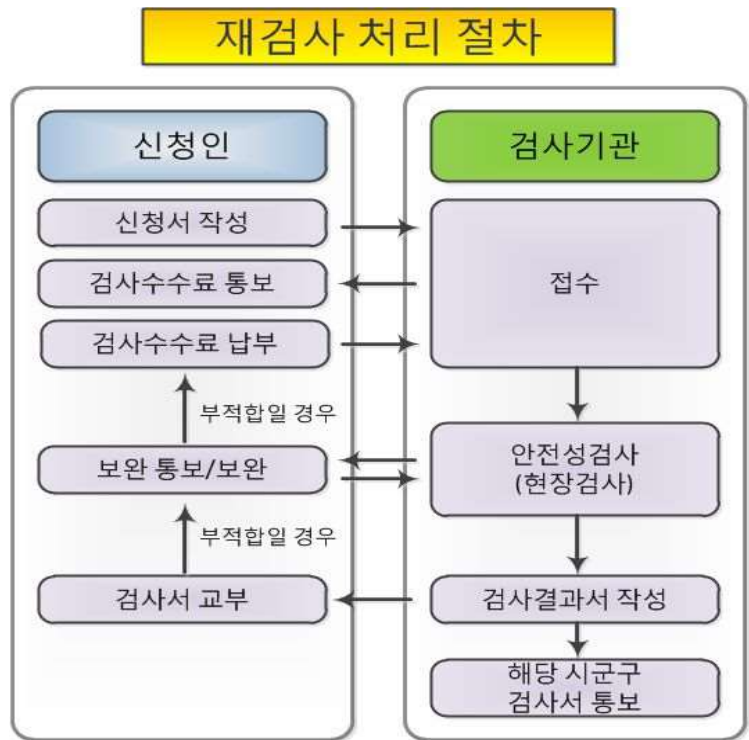 재검사 처리 절차
신청인
신청서 작성
검사수수료 통보
검사수수료 납부
부적합일 경우
보완 통보/보완
부적합일 경우
검사서 교부
검사기관
접수
안전성검사
(현장검사)
검사결과서 작성
해당 시군구
검사서 통보